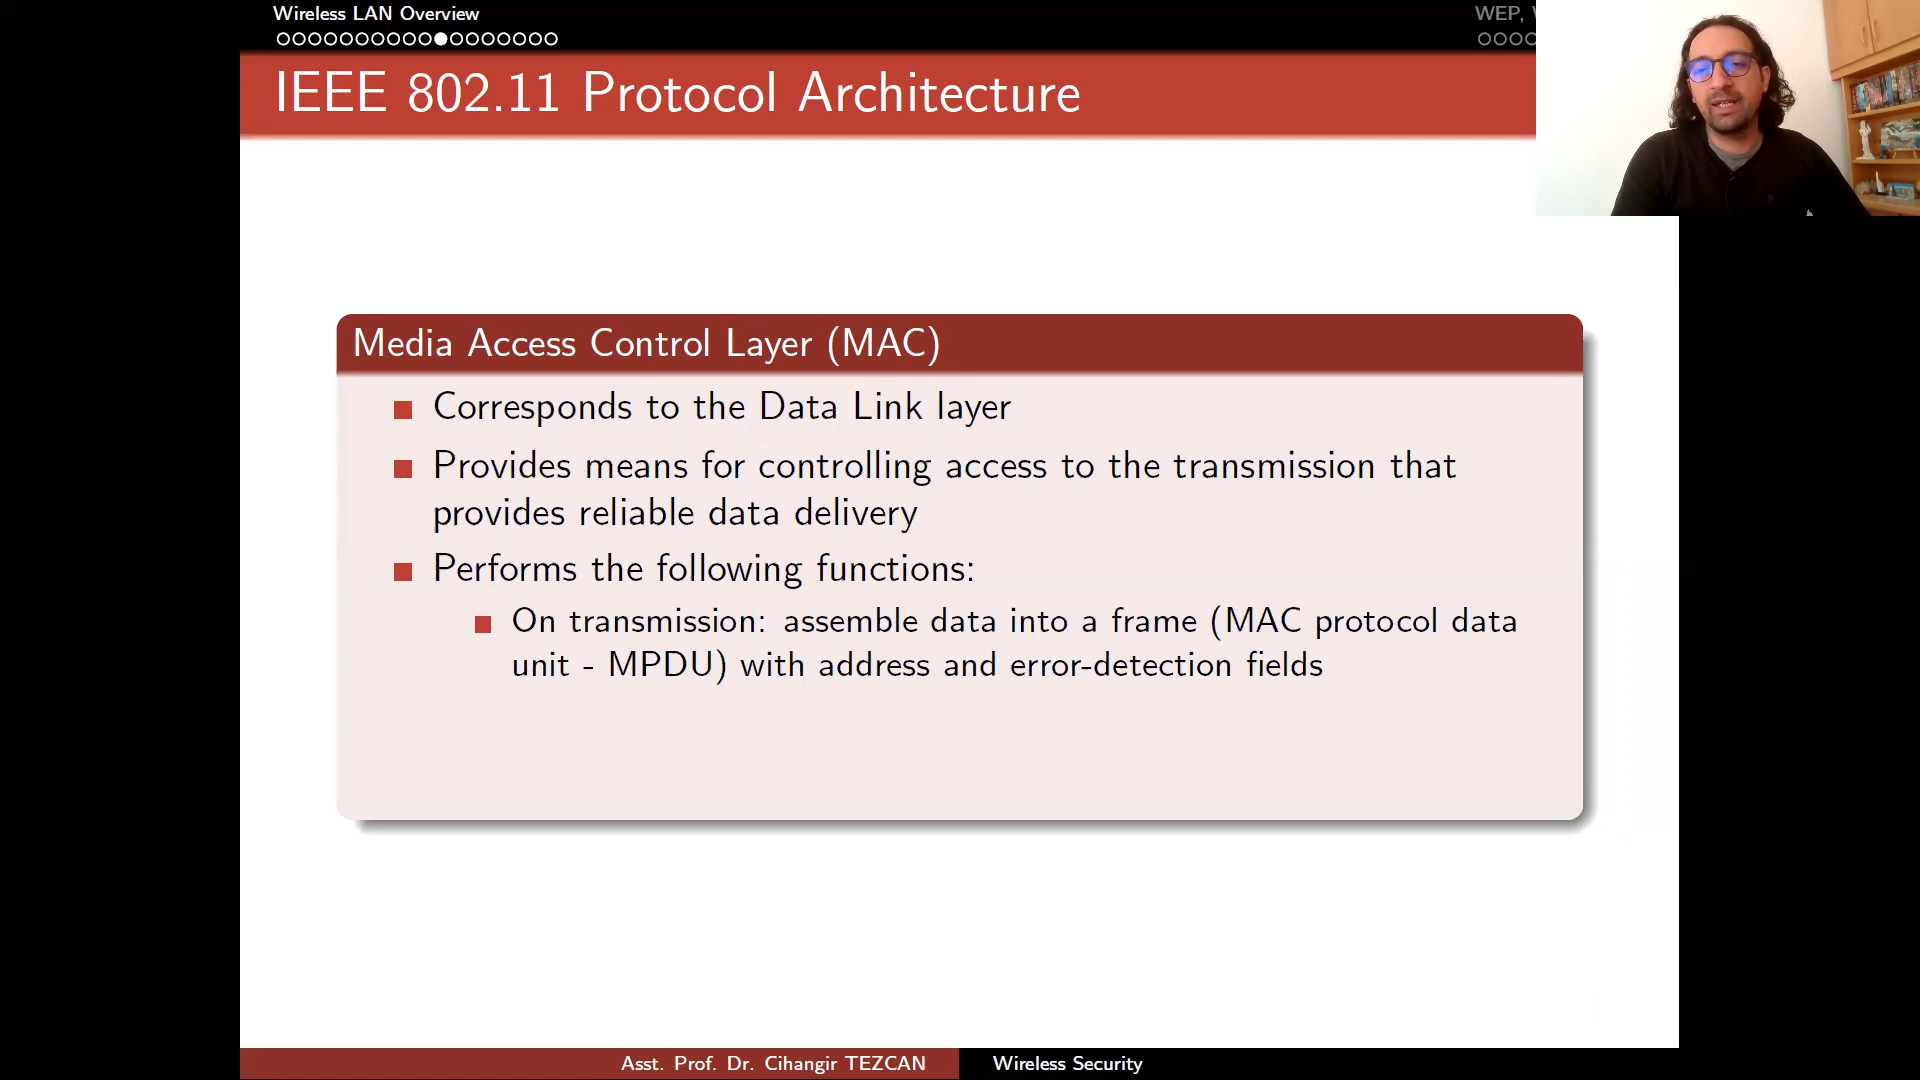 Wireless LAN Overview
WEP,
IEEE 802.11 Protocol Architecture
Media Access Control Layer (MAC)
Corresponds to the Data Link layer
Provides means for controlling access to the transmission that
provides reliable data delivery
Performs the following functions:
On transmission: assemble data into a frame (MAC protocol data
unit - MPDU) with address and error-detection fields
Asst. Prof. Dr. Cihangir TEZCAN
Wireless Security